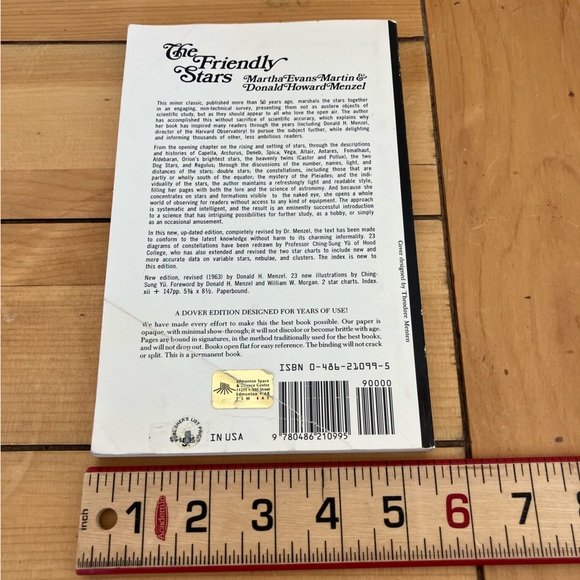 The Friendly
Stars
Martha Evans Martin &
Donald Howard Menzel
This minor classic, published more than 50 years ago, marshals the stars together
in an engaging, non-technical survey, presenting them not as austere objects of
scientific study, but as they should appear to all who love the open air. The author
has accomplished this without sacrifice of scientific accuracy, which explains why
her book has inspired many readers through the years (including Donald H. Menzel,
director of the Harvard Observatory) to pursue the subject further, while delighting
and informing thousands of other, less ambitious readers.
From the opening chapter on the rising and setting of stars, through the descriptions
and histories of Capella, Arcturus, Deneb, Spica, Vega, Altair, Antares, Fomalhaut,
Aldebaran, Orion's brightest stars, the heavenly twins (Castor and Pollux), the two
Dog Stars, and Regulus; through the discussions of the number, names, light, and
distances of the stars; double stars; the constellations, including those that are
partly or wholly south of the equator; the mystery of the Pleiades; and the indi-
viduality of the stars, the author maintains a refreshingly light and readable style,
filling her pages with both the lore and the science of astronomy. And because she
concentrates on stars and formations visible to the naked eye, she opens a whole
world of observing for readers without access to any kind of equipment. The approach
is systematic and intelligent, and the result is an eminently successful introduction
to a science that has intriguing possibilities for further study, as a hobby, or simply
as an occasional amusement.
In this new, up-dated edition, completely revised by Dr. Menzel, the text has been made
to conform to the latest knowledge without harm to its charming informality. 23
diagrams of constellations have been redrawn by Professor Ching-Sung Yü of Hood
College, who has also extended and revised the two star charts to include new and
more accurate data on variable stars, nebulae, and clusters. The index is new to
this edition.
New edition, revised (1963) by Donald H. Menzel. 23 new illustrations by Ching-
Sung Yü. Foreword by Donald H. Menzel and William W. Morgan. 2 star charts. Index.
xii + 147pp. 5⅜ x 8½. Paperbound.
A DOVER EDITION DESIGNED FOR YEARS OF USE!
We have made every effort to make this the best book possible. Our paper is
opaque, with minimal show-through; it will not discolor or become brittle with age.
Pages are bound in signatures, in the method traditionally used for the best books,
and will not drop out. Books open flat for easy reference. The binding will not crack
or split. This is a permanent book.
Cover designed by Theodore Menten
ISBN 0-486-21099-5
90000
Edmonton Space
& Science Centre
Edmonton
IN USA
9 780486 210995
inch
Academix
1 2 3 4 5 6 7